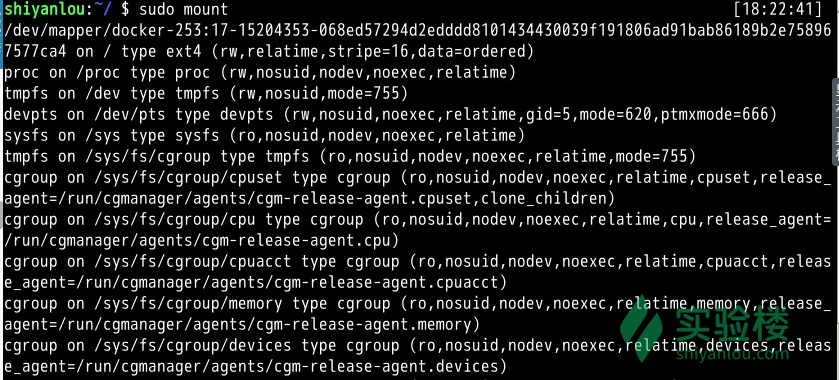 shiyanlou:~/ $ sudo mount [18:22:41]
/dev/mapper/docker-253:17-15204353-068ed57294d2edddd8101434430039f191806ad91bab86189b2e75896
7577ca4 on / type ext4 (rw,relatime,stripe=16,data=ordered)
proc on /proc type proc (rw,nosuid,nodev,noexec,relatime)
tmpfs on /dev type tmpfs (rw,nosuid,mode=755)
devpts on /dev/pts type devpts (rw,nosuid,noexec,relatime,gid=5,mode=620,ptmxmode=666)
sysfs on /sys type sysfs (ro,nosuid,nodev,noexec,relatime)
tmpfs on /sys/fs/cgroup type tmpfs (ro,nosuid,nodev,noexec,relatime,mode=755)
cgroup on /sys/fs/cgroup/cpuset type cgroup (ro,nosuid,nodev,noexec,relatime,cpuset,release_
agent=/run/cgmanager/agents/cgm-release-agent.cpuset,clone_children)
cgroup on /sys/fs/cgroup/cpu type cgroup (ro,nosuid,nodev,noexec,relatime,cpu,release_agent=
/run/cgmanager/agents/cgm-release-agent.cpu)
cgroup on /sys/fs/cgroup/cpuacct type cgroup (ro,nosuid,nodev,noexec,relatime,cpuacct,releas
e_agent=/run/cgmanager/agents/cgm-release-agent.cpuacct)
cgroup on /sys/fs/cgroup/memory type cgroup (ro,nosuid,nodev,noexec,relatime,memory,release_
agent=/run/cgmanager/agents/cgm-release-agent.memory)
cgroup on /sys/fs/cgroup/devices type cgroup (ro,nosuid,nodev,noexec,relatime,devices,releas
e_agent=/run/cgmanager/agents/cgm-release-agent.devices)
实验楼
shiyanlou.com